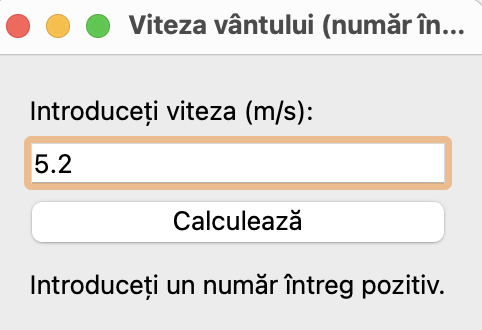 Viteza vântului (număr în...
Introduceți viteza (m/s):
5.2
Calculează
Introduceți un număr întreg pozitiv.